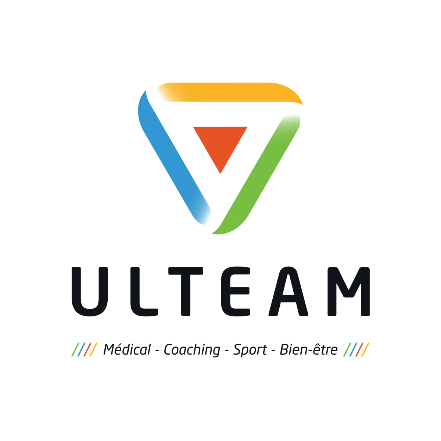 ULTEAM
Médical - Coaching - Sport - Bien-être